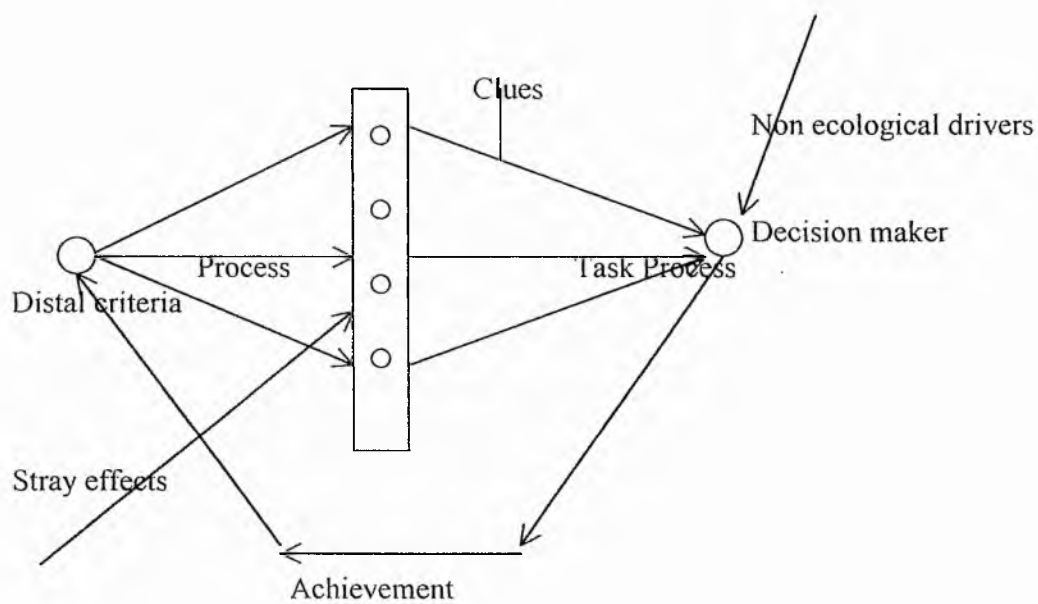 Clues
Non ecological drivers
Decision maker
Process
Task Process
Distal criteria
Stray effects
Achievement